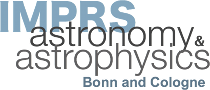 IMPRS
astronomy &
astrophysics
Bonn and Cologne